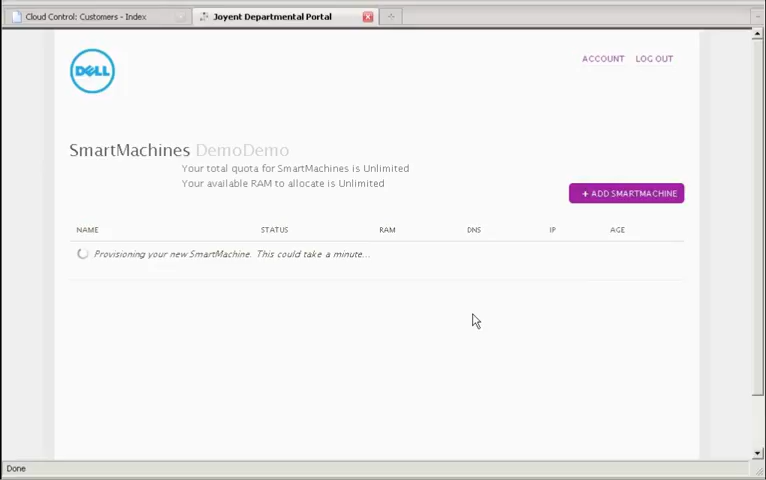 Cloud Control: Customers - Index
Joyent Departmental Portal
DELL
ACCOUNT LOG OUT
SmartMachines DemoDemo
Your total quota for SmartMachines is Unlimited
Your available RAM to allocate is Unlimited
+ ADD SMARTMACHINE
NAME STATUS RAM DNS IP AGE
Provisioning your new SmartMachine. This could take a minute...
Done